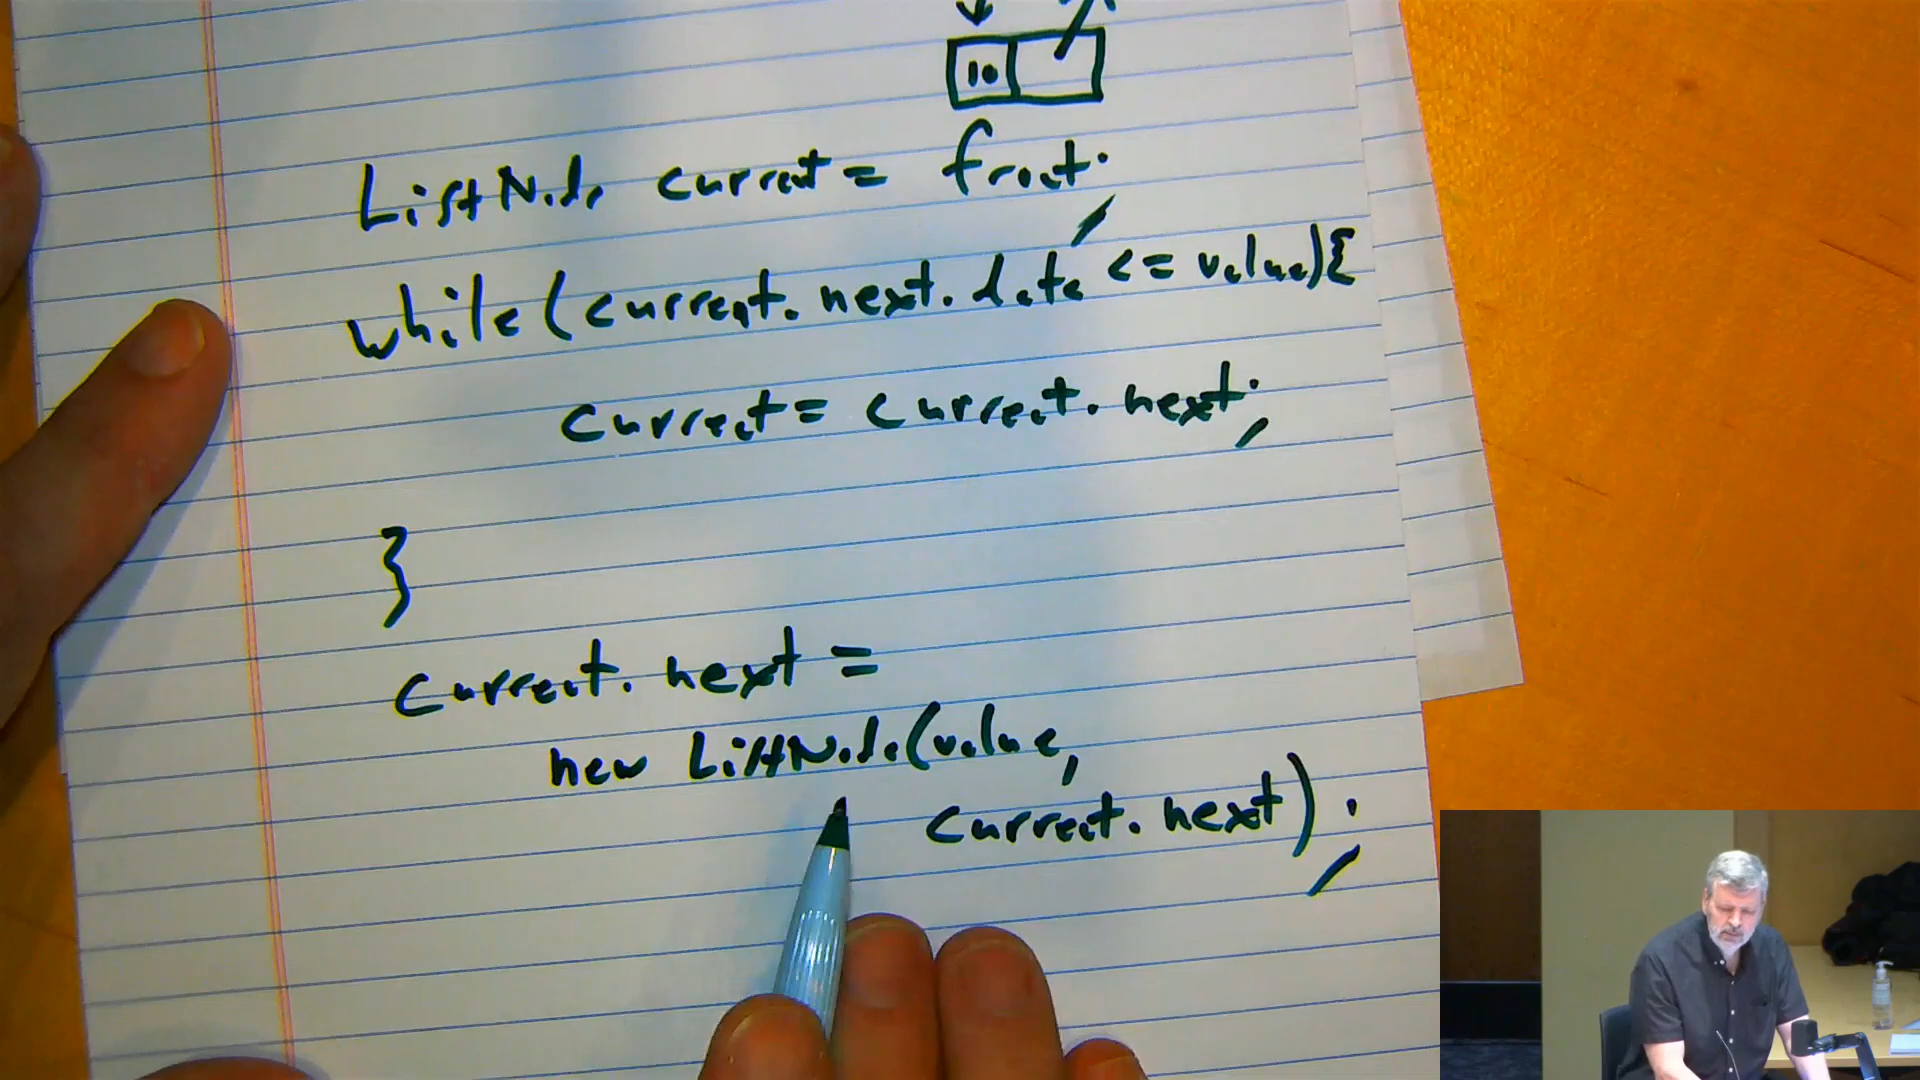 10
ListNode current = front;
while (current.next.data <= value) {
current = current.next;
}
current.next =
new ListNode(value,
current.next);